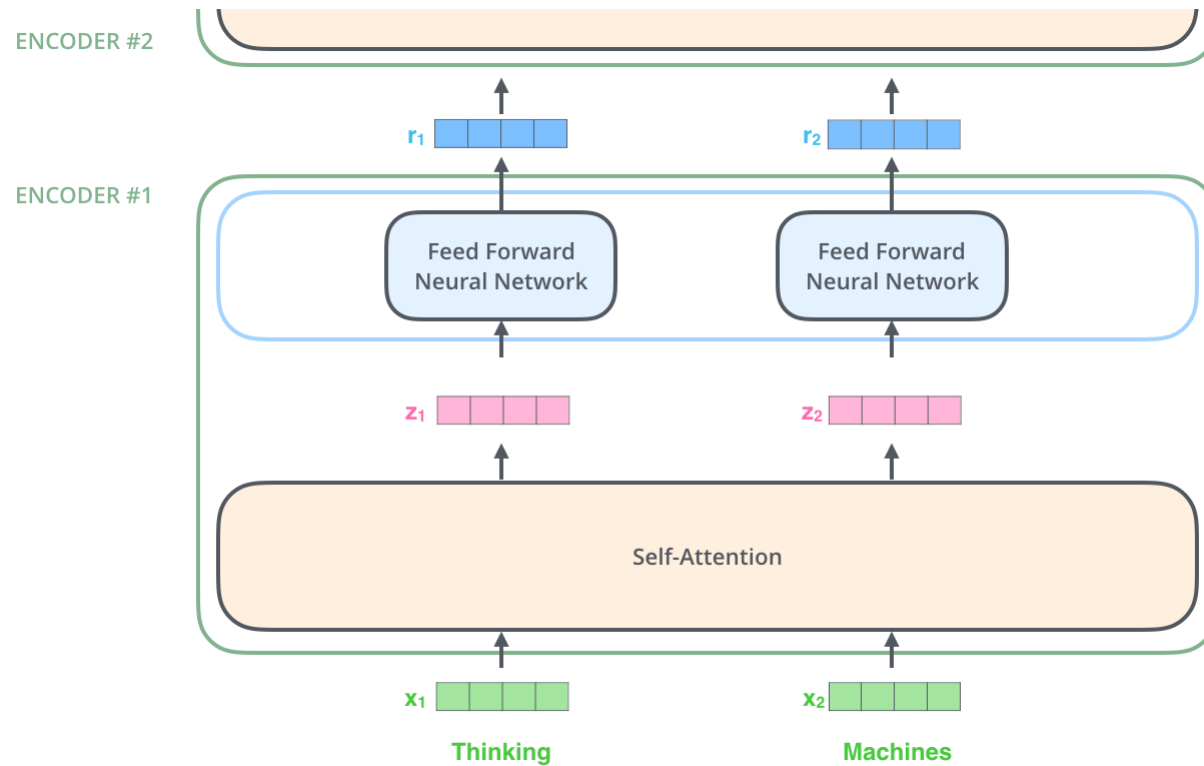 ENCODER #2
r₁
r₂
ENCODER #1
Feed Forward
Neural Network
Feed Forward
Neural Network
z₁
z₂
Self-Attention
x₁
x₂
Thinking
Machines